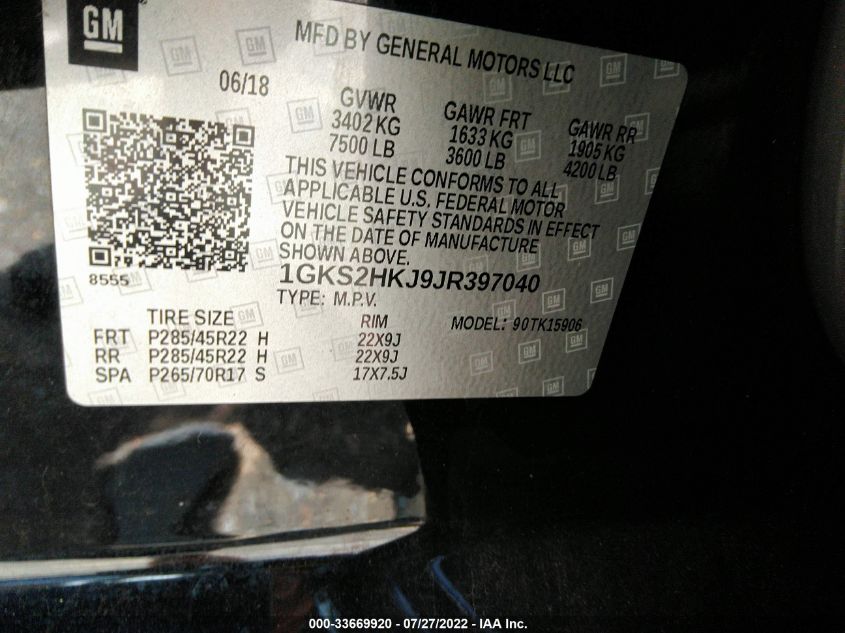 GM
MFD BY GENERAL MOTORS LLC
06/18
GVWR
3402 KG
7500 LB
GAWR FRT
1633 KG
3600 LB
GAWR RR
1905 KG
4200 LB
THIS VEHICLE CONFORMS TO ALL
APPLICABLE U.S. FEDERAL MOTOR
VEHICLE SAFETY STANDARDS IN EFFECT
ON THE DATE OF MANUFACTURE
SHOWN ABOVE.
8555
1GKS2HKJ9JR397040
TYPE: M.P.V.
MODEL: 90TK15906
TIRE SIZE RIM
FRT P285/45R22 H 22X9J
RR P285/45R22 H 22X9J
SPA P265/70R17 S 17X7.5J
000-33669920 - 07/27/2022 - IAA Inc.